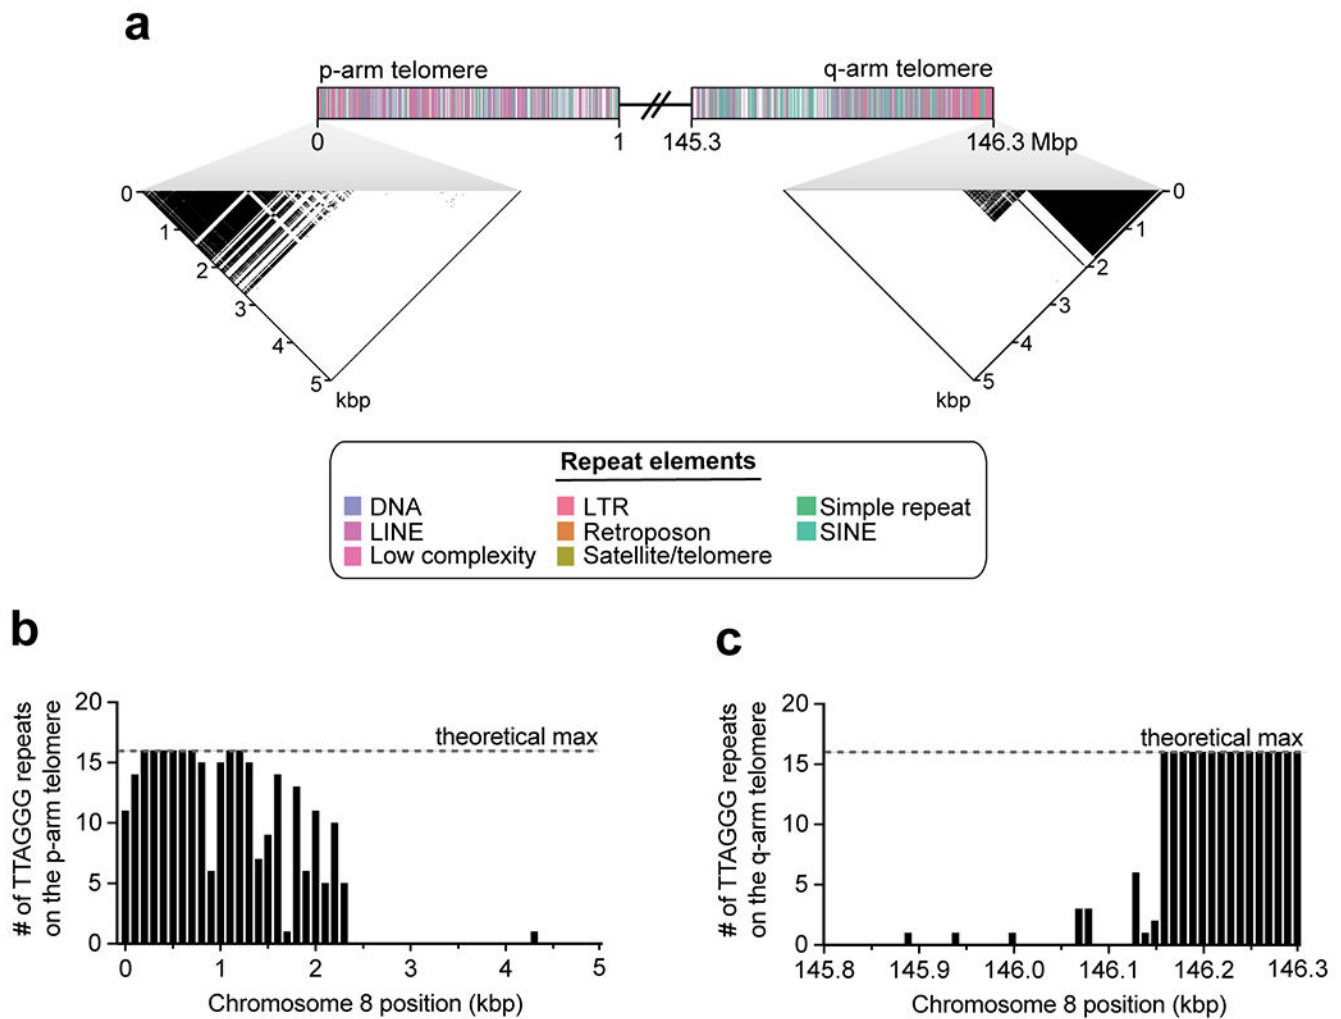 a
p-arm telomere
q-arm telomere
0
1
145.3
146.3 Mbp
0
1
2
3
4
5
kbp
0
1
2
3
4
5
kbp
Repeat elements
DNA
LINE
Low complexity
LTR
Retroposon
Satellite/telomere
Simple repeat
SINE
b
# of TTAGGG repeats
on the p-arm telomere
20
15
10
5
0
theoretical max
0 1 2 3 4 5
Chromosome 8 position (kbp)
c
# of TTAGGG repeats
on the q-arm telomere
20
15
10
5
0
theoretical max
145.8 145.9 146.0 146.1 146.2 146.3
Chromosome 8 position (kbp)